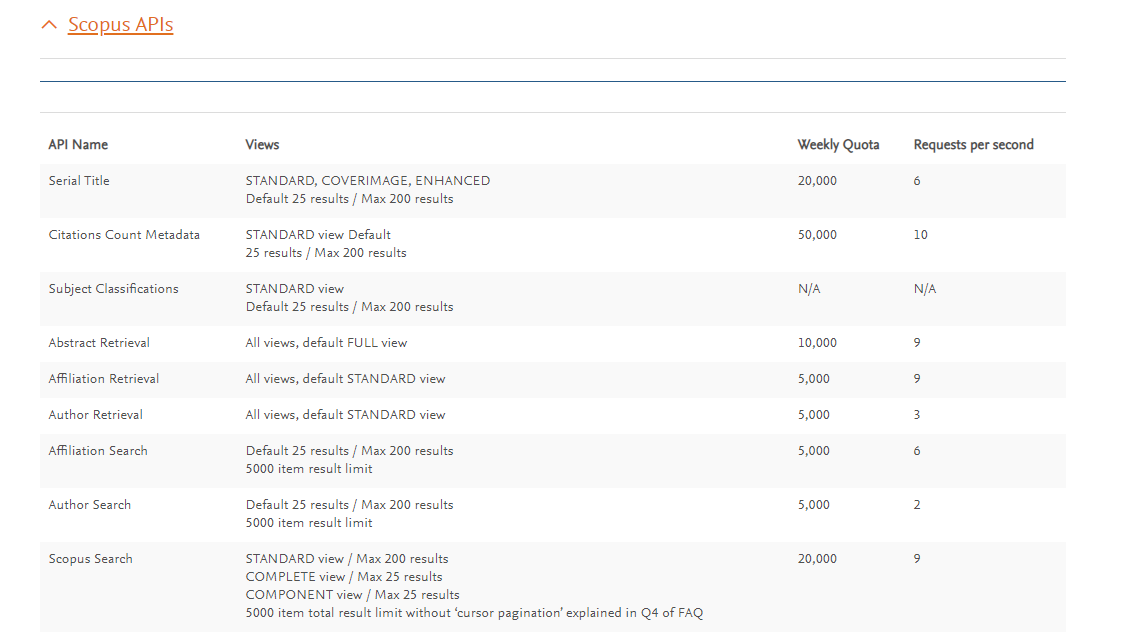 Scopus APIs
API Name Views Weekly Quota Requests per second
Serial Title STANDARD, COVERIMAGE, ENHANCED 20,000 6
Default 25 results / Max 200 results
Citations Count Metadata STANDARD view Default 50,000 10
25 results / Max 200 results
Subject Classifications STANDARD view N/A N/A
Default 25 results / Max 200 results
Abstract Retrieval All views, default FULL view 10,000 9
Affiliation Retrieval All views, default STANDARD view 5,000 9
Author Retrieval All views, default STANDARD view 5,000 3
Affiliation Search Default 25 results / Max 200 results 5,000 6
5000 item result limit
Author Search Default 25 results / Max 200 results 5,000 2
5000 item result limit
Scopus Search STANDARD view / Max 200 results 20,000 9
COMPLETE view / Max 25 results
COMPONENT view / Max 25 results
5000 item total result limit without ‘cursor pagination’ explained in Q4 of FAQ